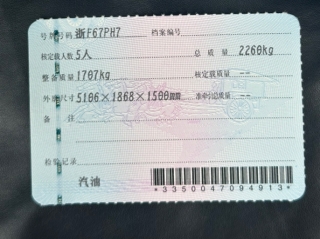 号牌号码 浙F67PH7 档案编号
核定载人数 5人 总质量 2260kg
整备质量 1707kg 核定载质量 --
外廓尺寸 5106×1868×1500mm 准牵引总质量 --
备注
检验记录
汽油
*3350047094913*